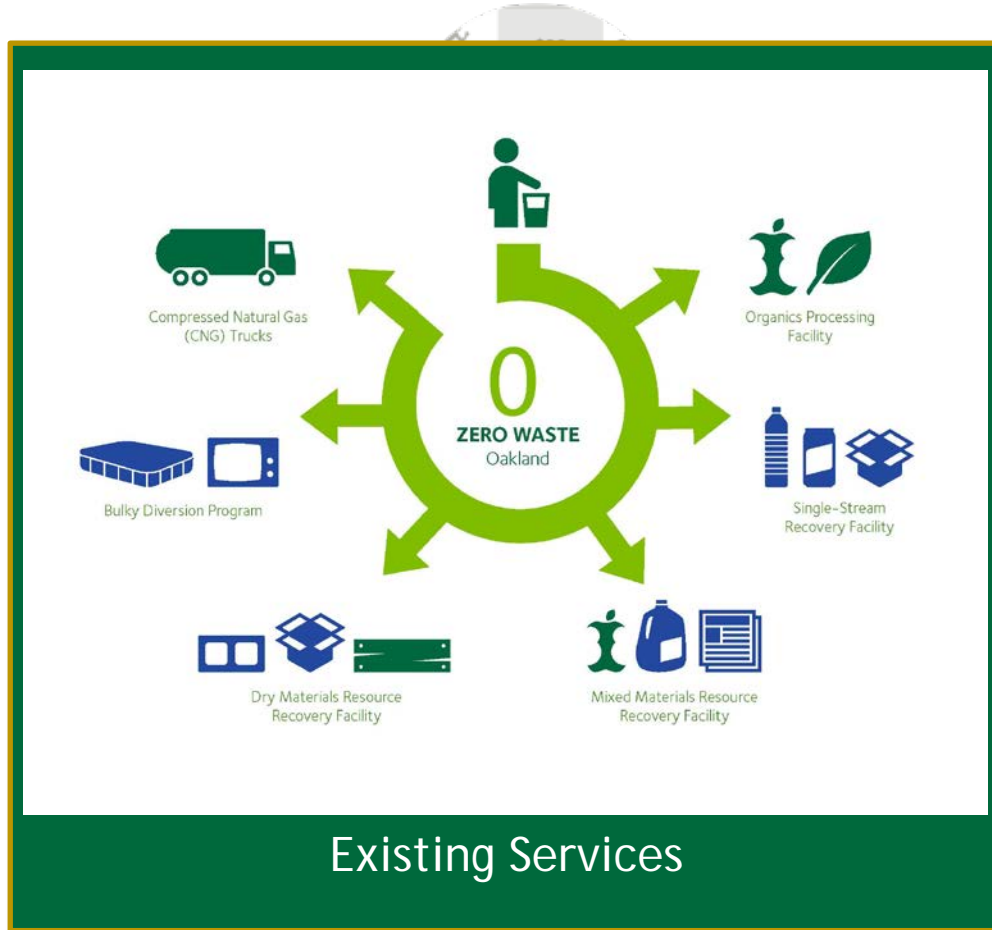 Compressed Natural Gas
(CNG) Trucks
Organics Processing
Facility
0
ZERO WASTE
Oakland
Bulky Diversion Program
Single-Stream
Recovery Facility
Dry Materials Resource
Recovery Facility
Mixed Materials Resource
Recovery Facility
Existing Services